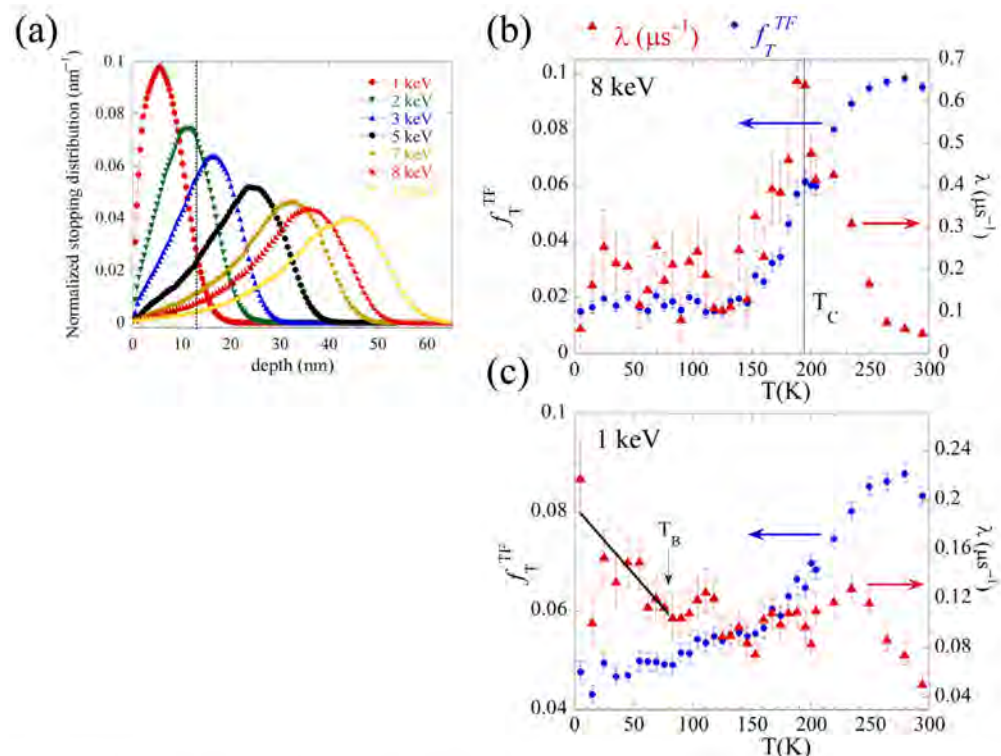 (a)
Normalized stopping distribution (nm⁻¹)
0.1
0.08
0.06
0.04
0.02
0
1 keV
2 keV
3 keV
5 keV
7 keV
8 keV
0 10 20 30 40 50 60
depth (nm)
(b)
λ (μs⁻¹) f_T^TF
8 keV
f_T^TF
0.1
0.08
0.06
0.04
0.02
0
0.7
0.6
0.5
0.4
0.3
0.2
0.1
0
λ (μs⁻¹)
T_C
0 50 100 150 200 250 300
T(K)
(c)
1 keV
f_T^TF
0.1
0.08
0.06
0.04
0.24
0.2
0.16
0.12
0.08
0.04
λ (μs⁻¹)
T_B
0 50 100 150 200 250 300
T(K)